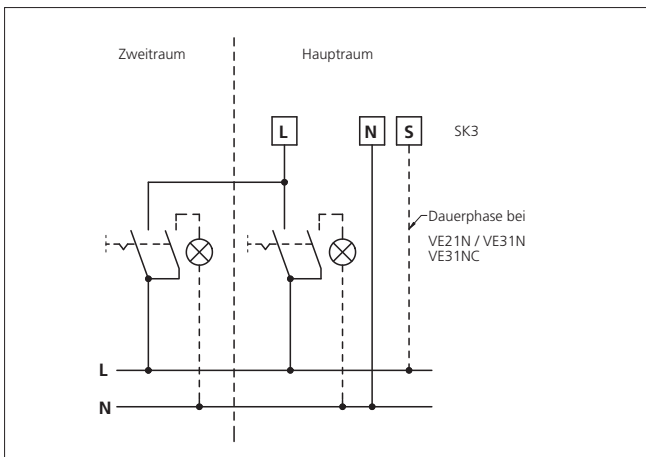 Zweitraum
Hauptraum
L
N
S
SK3
Dauerphase bei
VE21N / VE31N
VE31NC
L
N